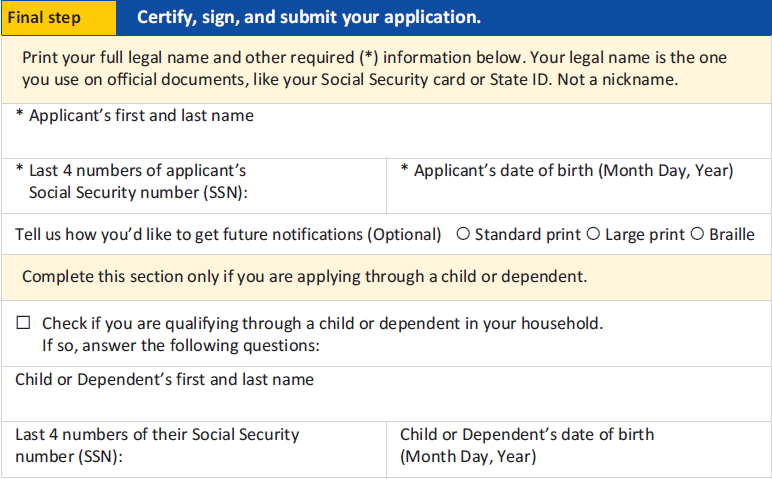 Final step
Certify, sign, and submit your application.
Print your full legal name and other required (*) information below. Your legal name is the one
you use on official documents, like your Social Security card or State ID. Not a nickname.
* Applicant’s first and last name
* Last 4 numbers of applicant’s
Social Security number (SSN):
* Applicant’s date of birth (Month Day, Year)
Tell us how you’d like to get future notifications (Optional) Standard print Large print Braille
Complete this section only if you are applying through a child or dependent.
Check if you are qualifying through a child or dependent in your household.
If so, answer the following questions:
Child or Dependent’s first and last name
Last 4 numbers of their Social Security
number (SSN):
Child or Dependent’s date of birth
(Month Day, Year)